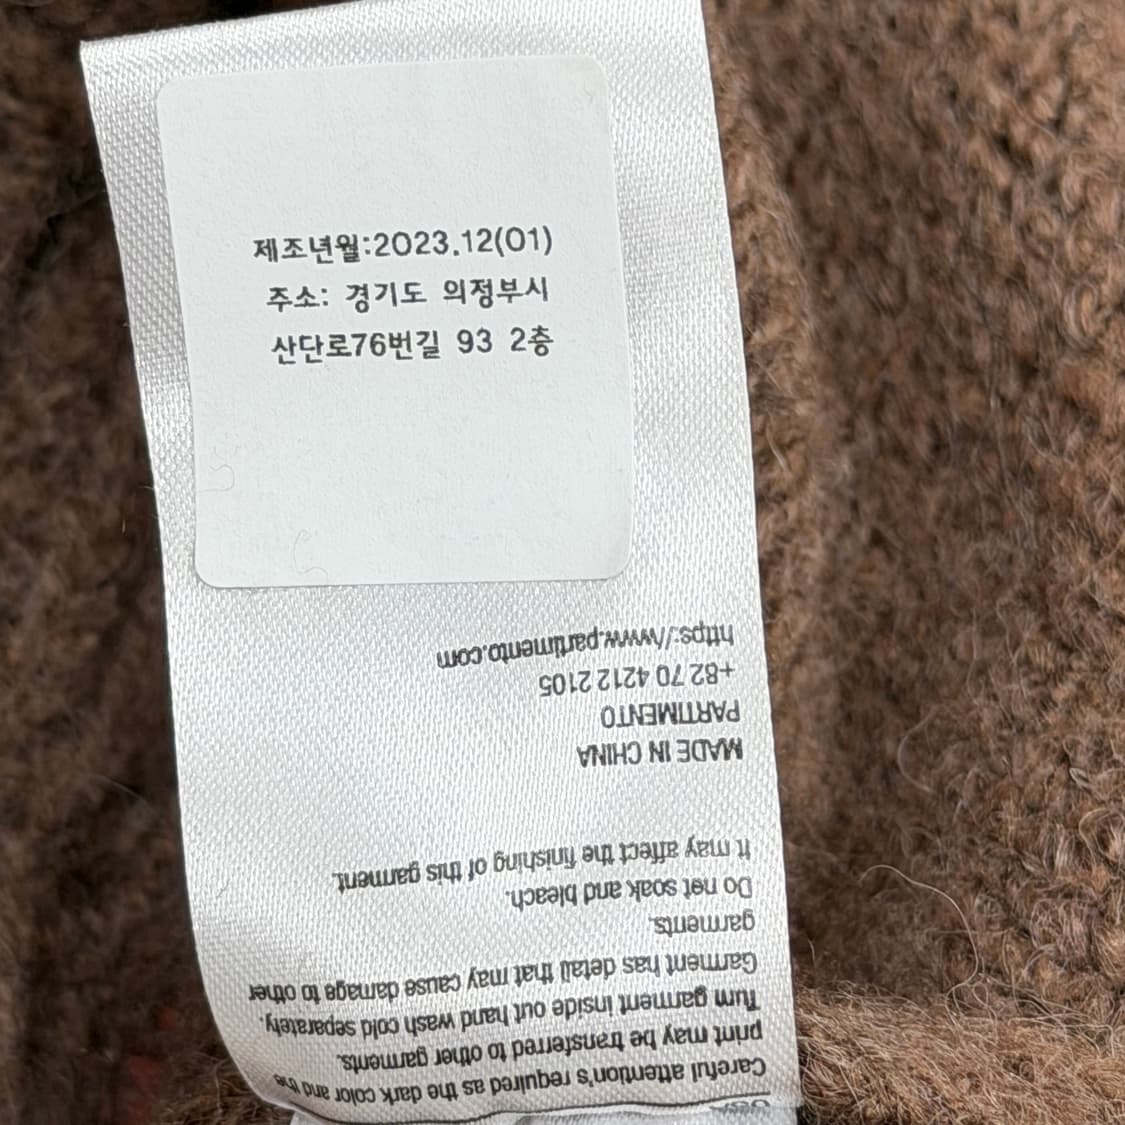 제조년월:2023.12(01)
주소: 경기도 의정부시
산단로76번길 93 2층
Careful attention's required as the dark color and the
print may be transferred to other garments.
Turn garment inside out hand wash cold separately.
Garment has detail that may cause damage to other
garments.
Do not soak and bleach.
It may affect the finishing of this garment.
MADE IN CHINA
PARTIMENTO
+82 70 4212 2105
https://www.partimento.com